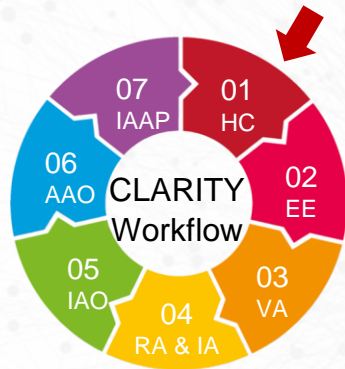 01
HC
02
EE
03
VA
04
RA & IA
05
IAO
06
AAO
07
IAAP
CLARITY
Workflow